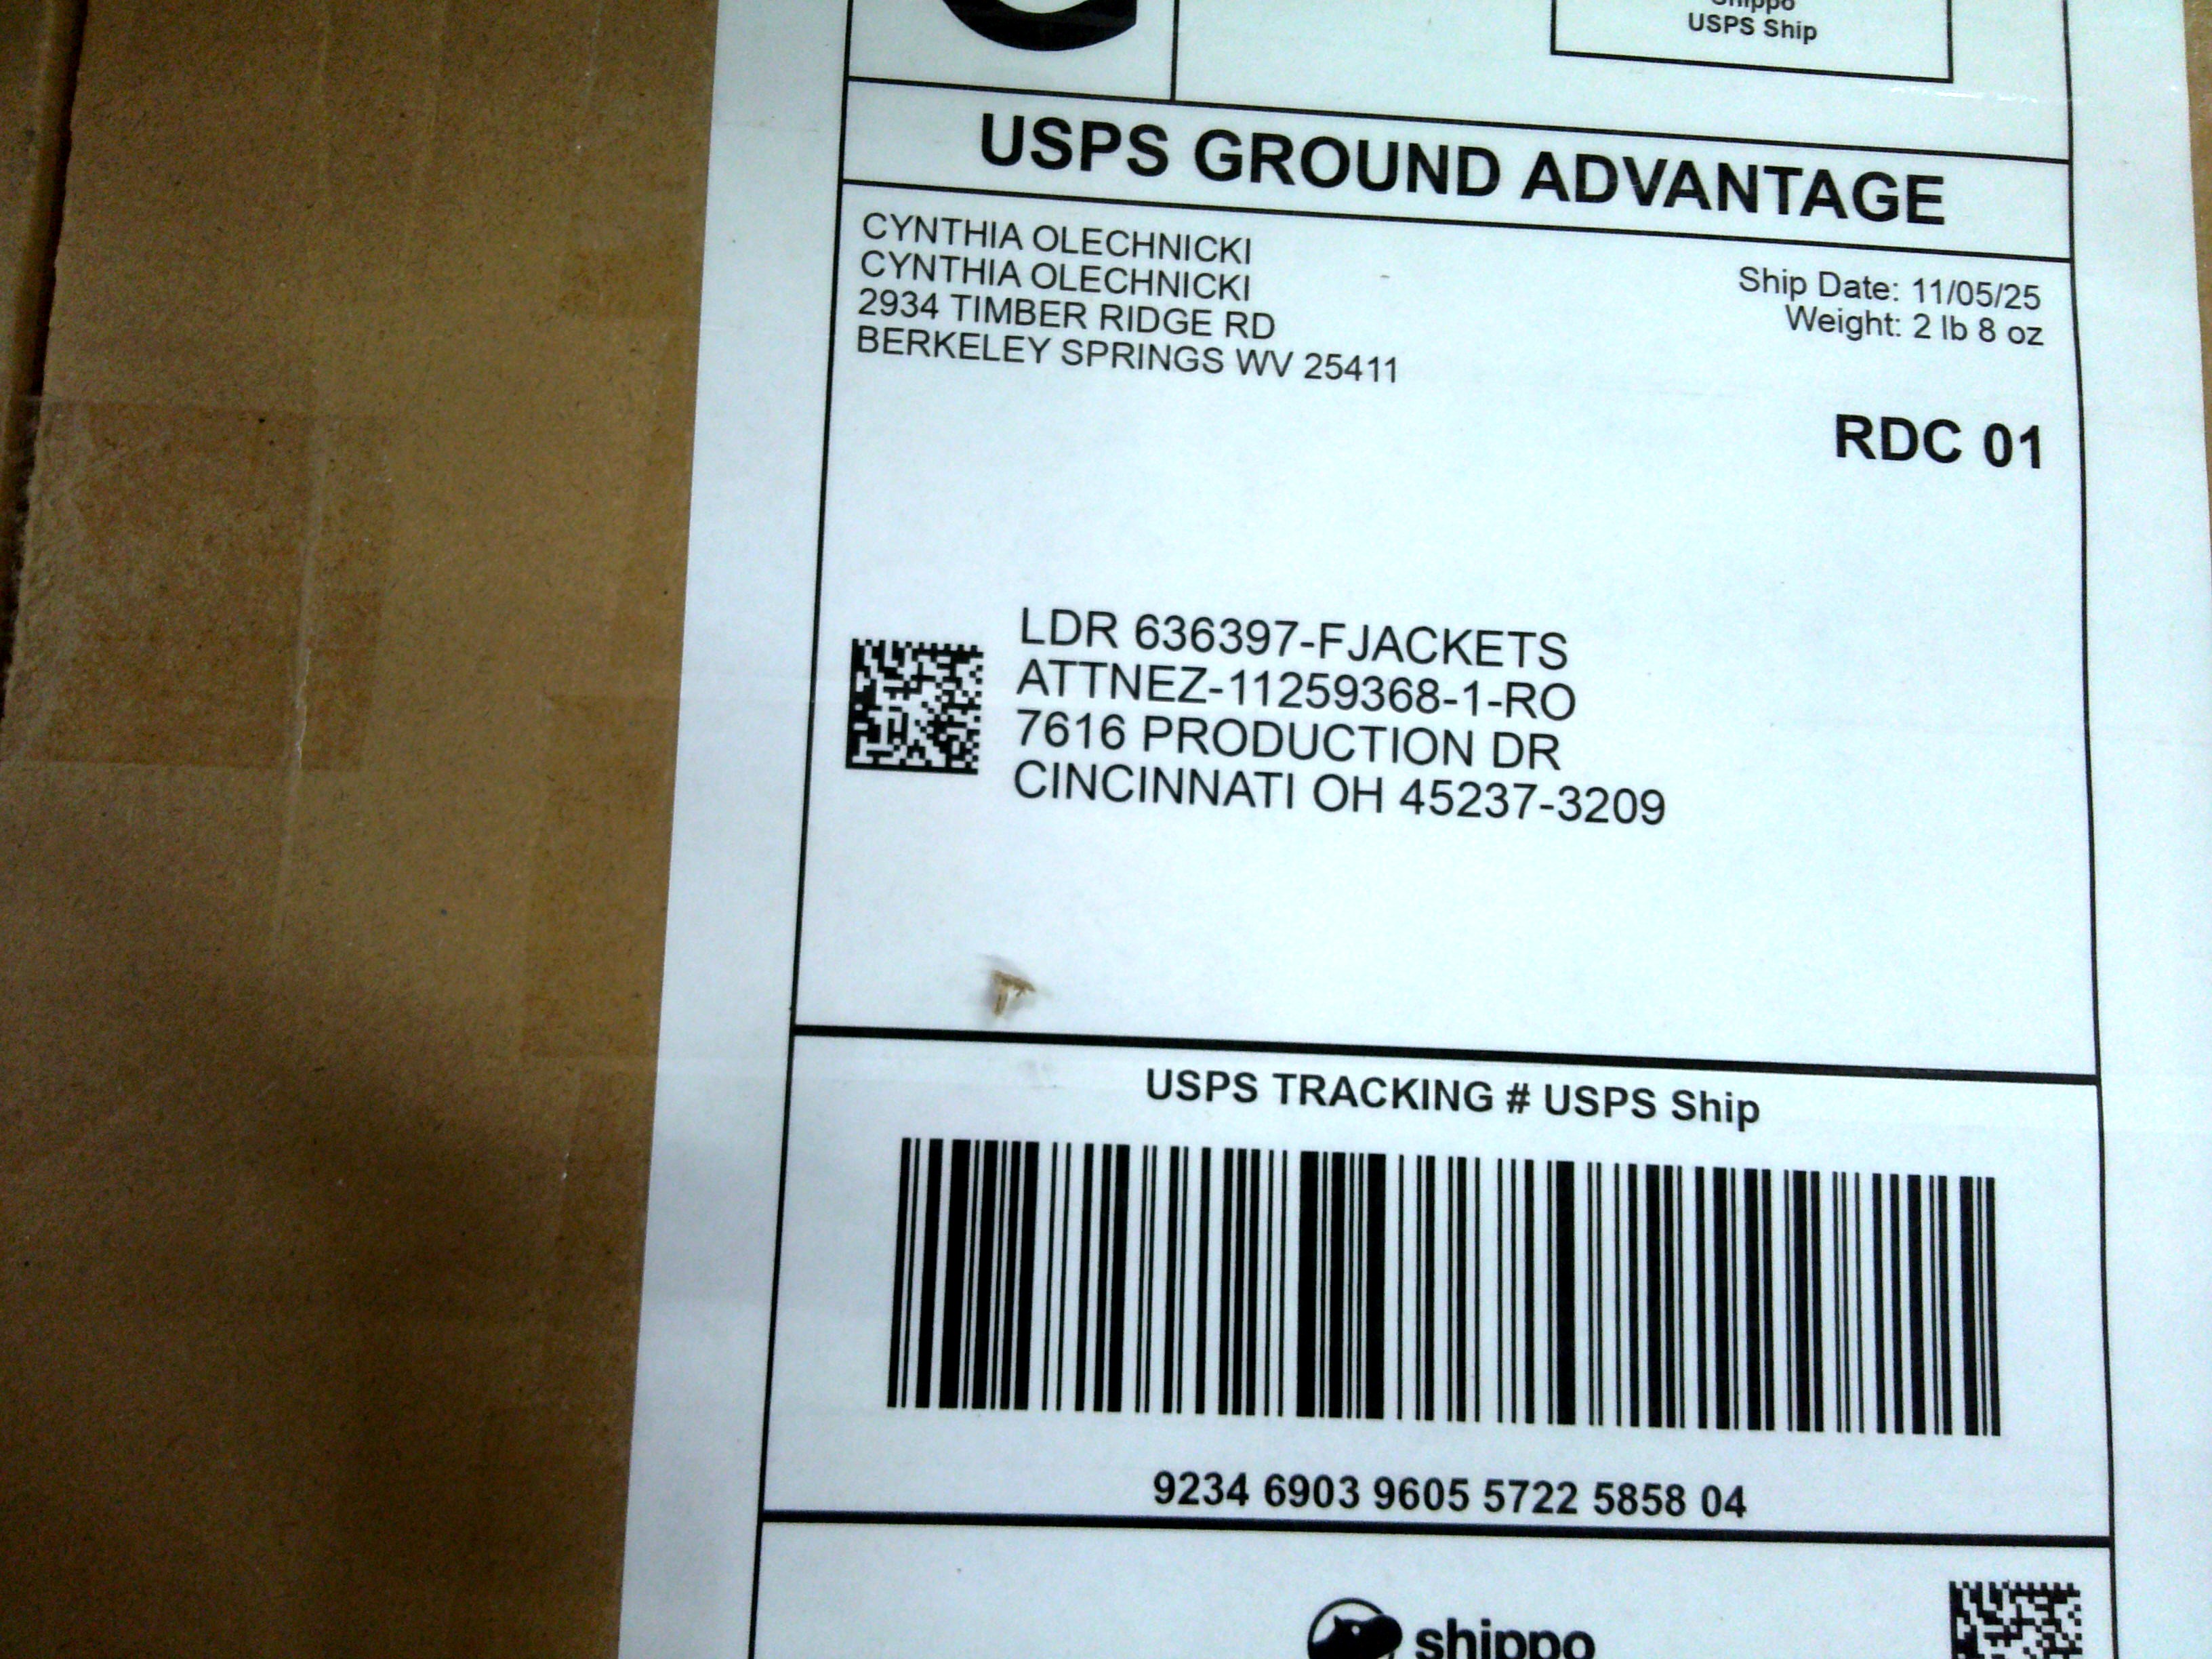 Shippo
USPS Ship
USPS GROUND ADVANTAGE
CYNTHIA OLECHNICKI
CYNTHIA OLECHNICKI
2934 TIMBER RIDGE RD
BERKELEY SPRINGS WV 25411
Ship Date: 11/05/25
Weight: 2 lb 8 oz
RDC 01
LDR 636397-FJACKETS
ATTNEZ-11259368-1-RO
7616 PRODUCTION DR
CINCINNATI OH 45237-3209
USPS TRACKING # USPS Ship
9234 6903 9605 5722 5858 04
shippo